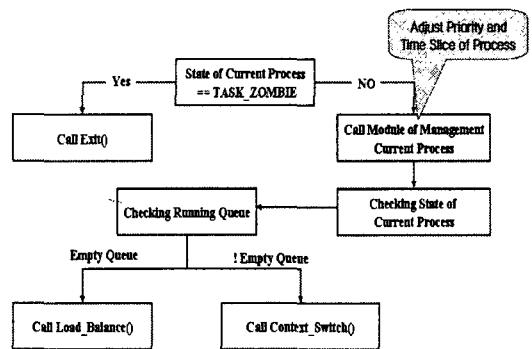 Adjust Priority and
Time Slice of Process
State of Current Process
== TASK_ZOMBIE
Yes
NO
Call Exit()
Call Module of Management
Current Process
Checking State of
Current Process
Checking Running Queue
Empty Queue
! Empty Queue
Call Load_Balance()
Call Context_Switch()